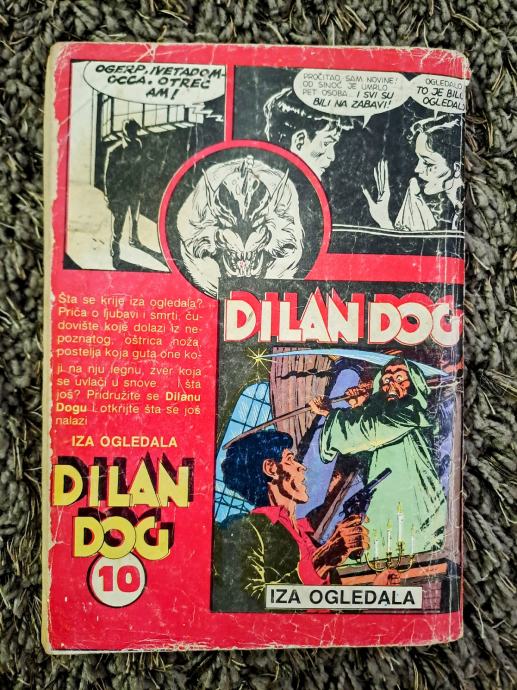 OGERP, IVETADOM-
OCCA. OTREČ
AM!
PROČITAO SAM NOVINE!
OD SINOĆ JE UMRLO
PET OSOBA... I SVI SU
BILI NA ZABAVI!
OGLEDALO
TO JE BILO
OGLEDALO
Šta se krije iza ogledala?
Priča o ljubavi i smrti, ču-
dovište koje dolazi iz ne-
poznatog, oštrica noža,
postelja koja guta one ko-
ji na nju legnu, zver koja
se uvlači u snove... I šta
još? Pridružite se Dilanu
Dogu i otkrijte šta se još
nalazi
IZA OGLEDALA
DILAN
DOG
10
DILAN DOG
IZA OGLEDALA